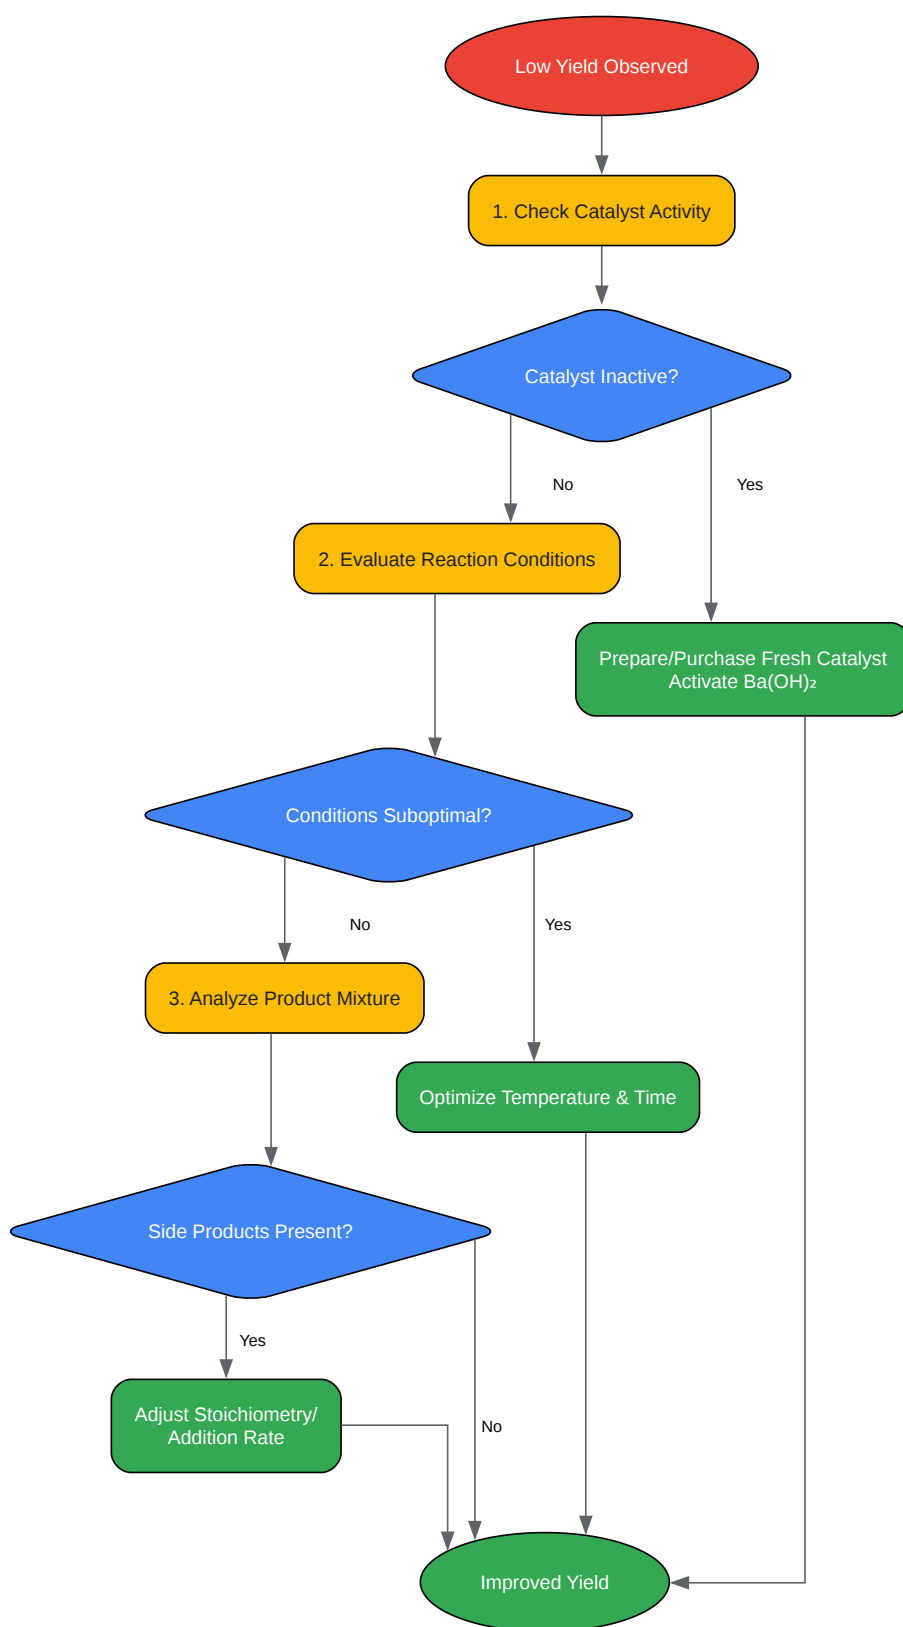 Low Yield Observed
1. Check Catalyst Activity
Catalyst Inactive?
No
Yes
2. Evaluate Reaction Conditions
Prepare/Purchase Fresh Catalyst
Activate Ba(OH)₂
Conditions Suboptimal?
No
Yes
3. Analyze Product Mixture
Optimize Temperature & Time
Side Products Present?
Yes
Adjust Stoichiometry/
Addition Rate
No
Improved Yield